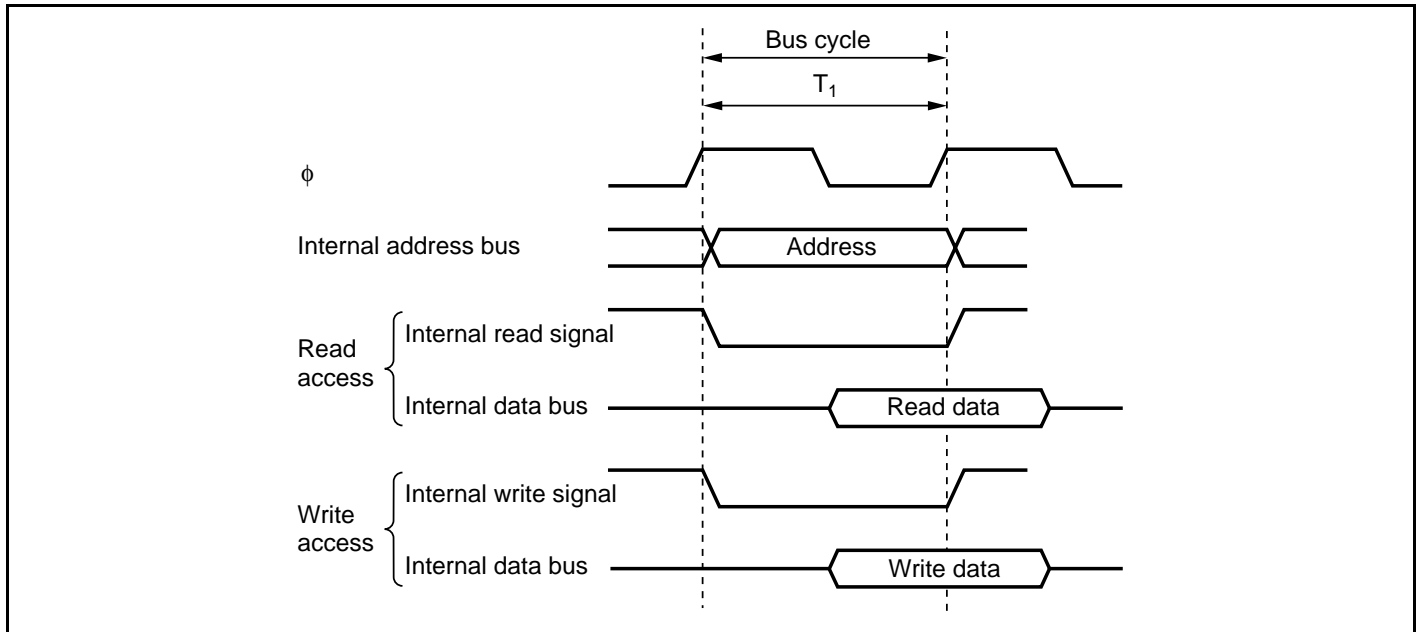 Bus cycle
T₁
ϕ
Internal address bus
Address
Read
access
Internal read signal
Internal data bus
Read data
Write
access
Internal write signal
Internal data bus
Write data